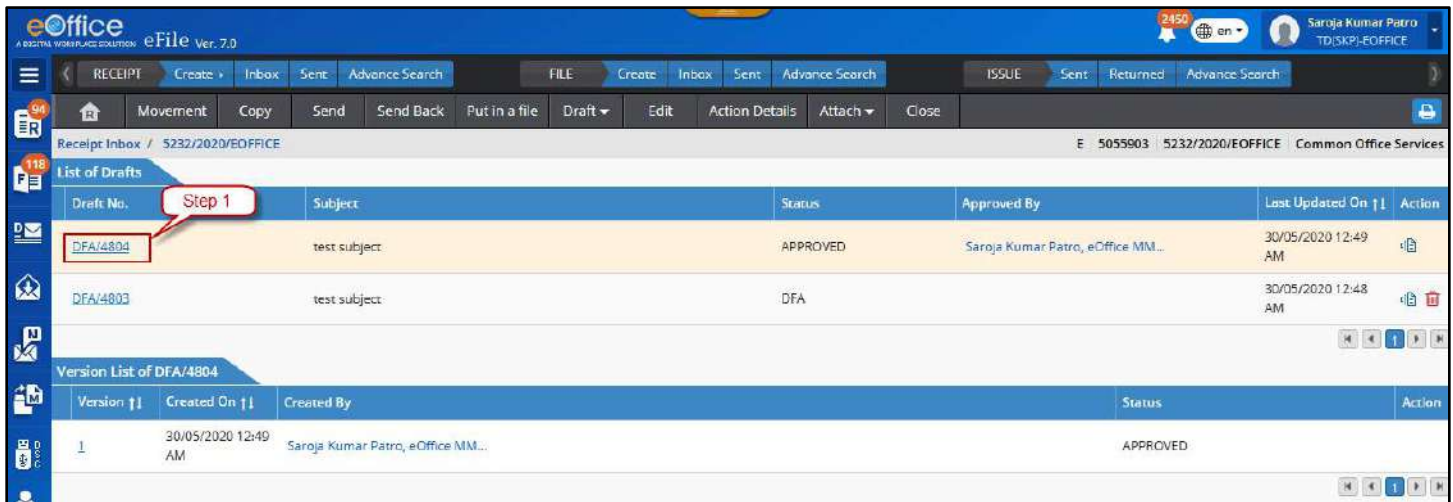 eOffice
A DIGITAL WORKPLACE SOLUTION eFile Ver. 7.0
2450 en Saroja Kumar Patro
TD(SKP)-EOFFICE
RECEIPT Create Inbox Sent Advance Search FILE Create Inbox Sent Advance Search ISSUE Sent Returned Advance Search
94 R Movement Copy Send Send Back Put in a file Draft Edit Action Details Attach Close
Receipt Inbox / 5232/2020/EOFFICE E 5055903 5232/2020/EOFFICE Common Office Services
118 List of Drafts
Draft No. Step 1 Subject Status Approved By Last Updated On Action
DFA/4804 test subject APPROVED Saroja Kumar Patro, eOffice MM... 30/05/2020 12:49
AM
DFA/4803 test subject DFA 30/05/2020 12:48
AM
1
Version List of DFA/4804
Version Created On Created By Status Action
1 30/05/2020 12:49 Saroja Kumar Patro, eOffice MM... APPROVED
AM
DSC
1